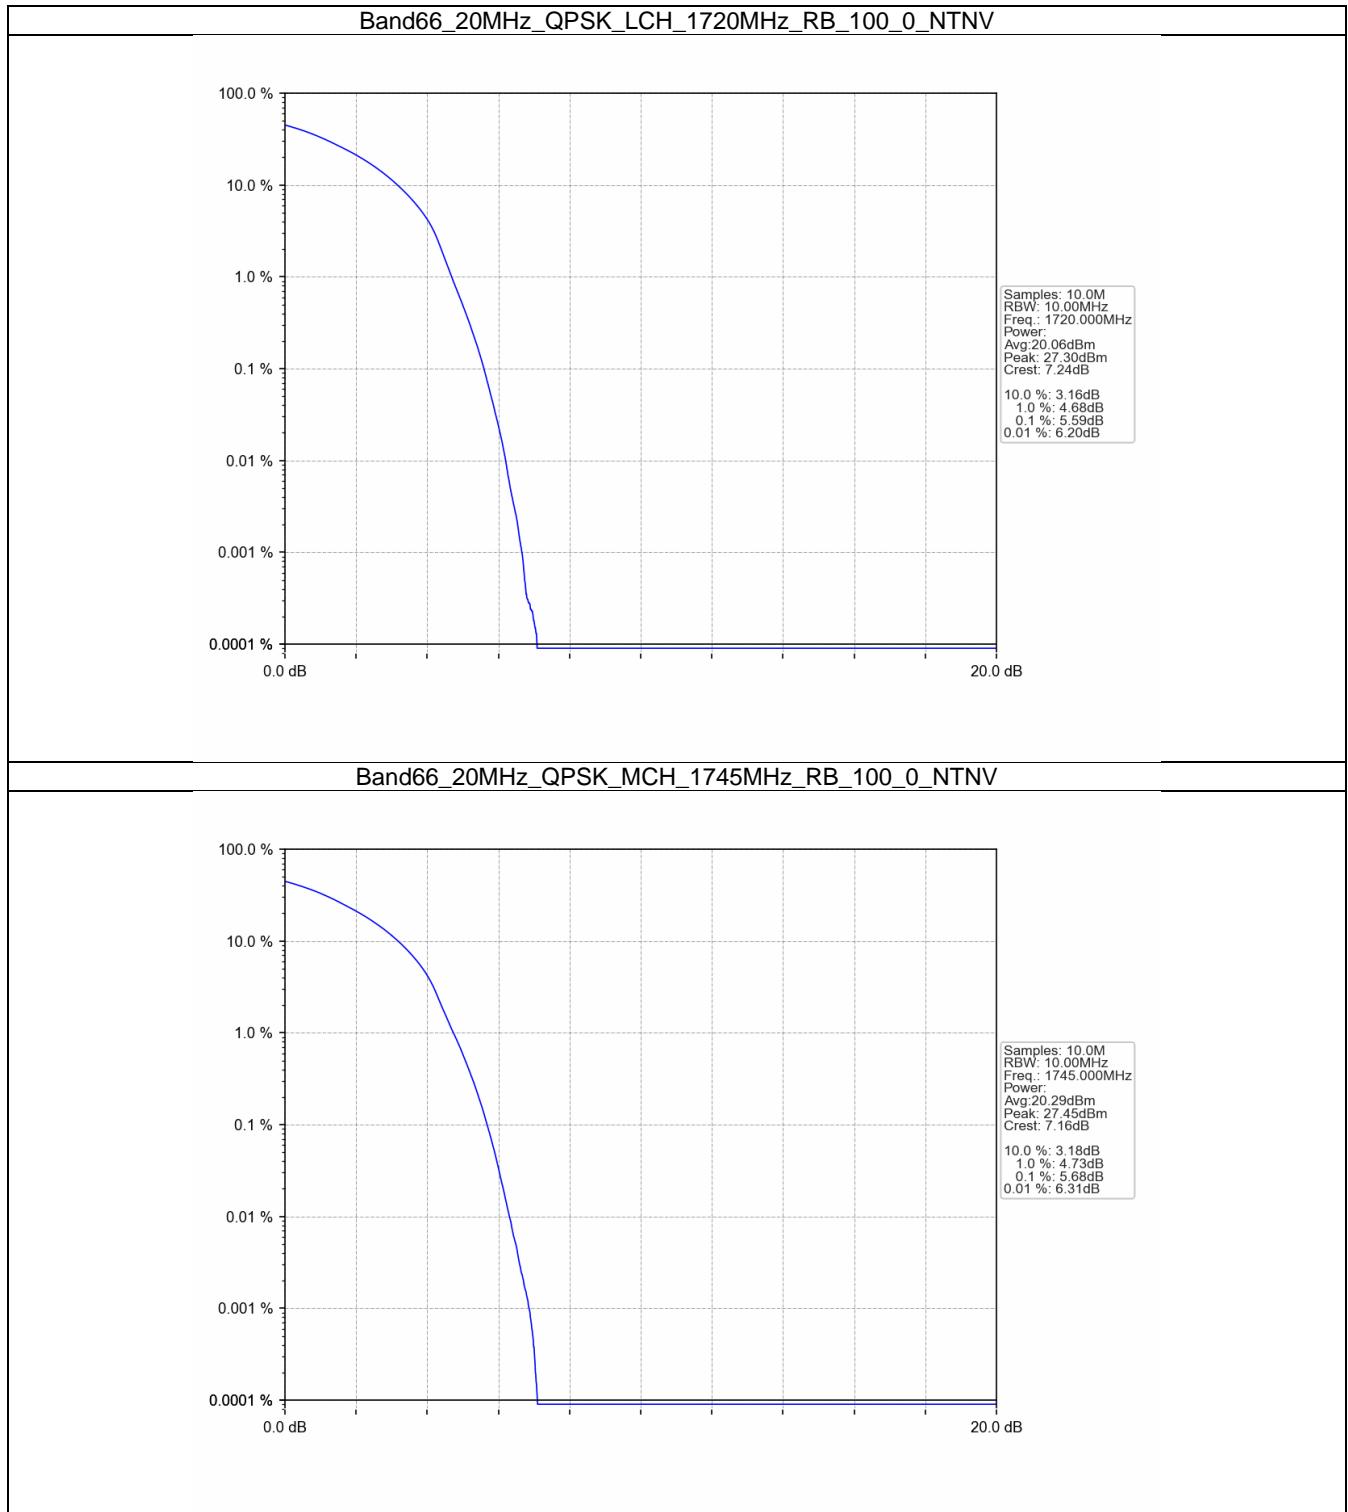 Band66_20MHz_QPSK_LCH_1720MHz_RB_100_0_NTNV
100.0 %
10.0 %
1.0 %
0.1 %
0.01 %
0.001 %
0.0001 %
0.0 dB
20.0 dB
Samples: 10.0M
RBW: 10.00MHz
Freq.: 1720.000MHz
Power:
Avg:20.06dBm
Peak: 27.30dBm
Crest: 7.24dB
10.0 %: 3.16dB
1.0 %: 4.68dB
0.1 %: 5.59dB
0.01 %: 6.20dB
Band66_20MHz_QPSK_MCH_1745MHz_RB_100_0_NTNV
100.0 %
10.0 %
1.0 %
0.1 %
0.01 %
0.001 %
0.0001 %
0.0 dB
20.0 dB
Samples: 10.0M
RBW: 10.00MHz
Freq.: 1745.000MHz
Power:
Avg:20.29dBm
Peak: 27.45dBm
Crest: 7.16dB
10.0 %: 3.18dB
1.0 %: 4.73dB
0.1 %: 5.68dB
0.01 %: 6.31dB